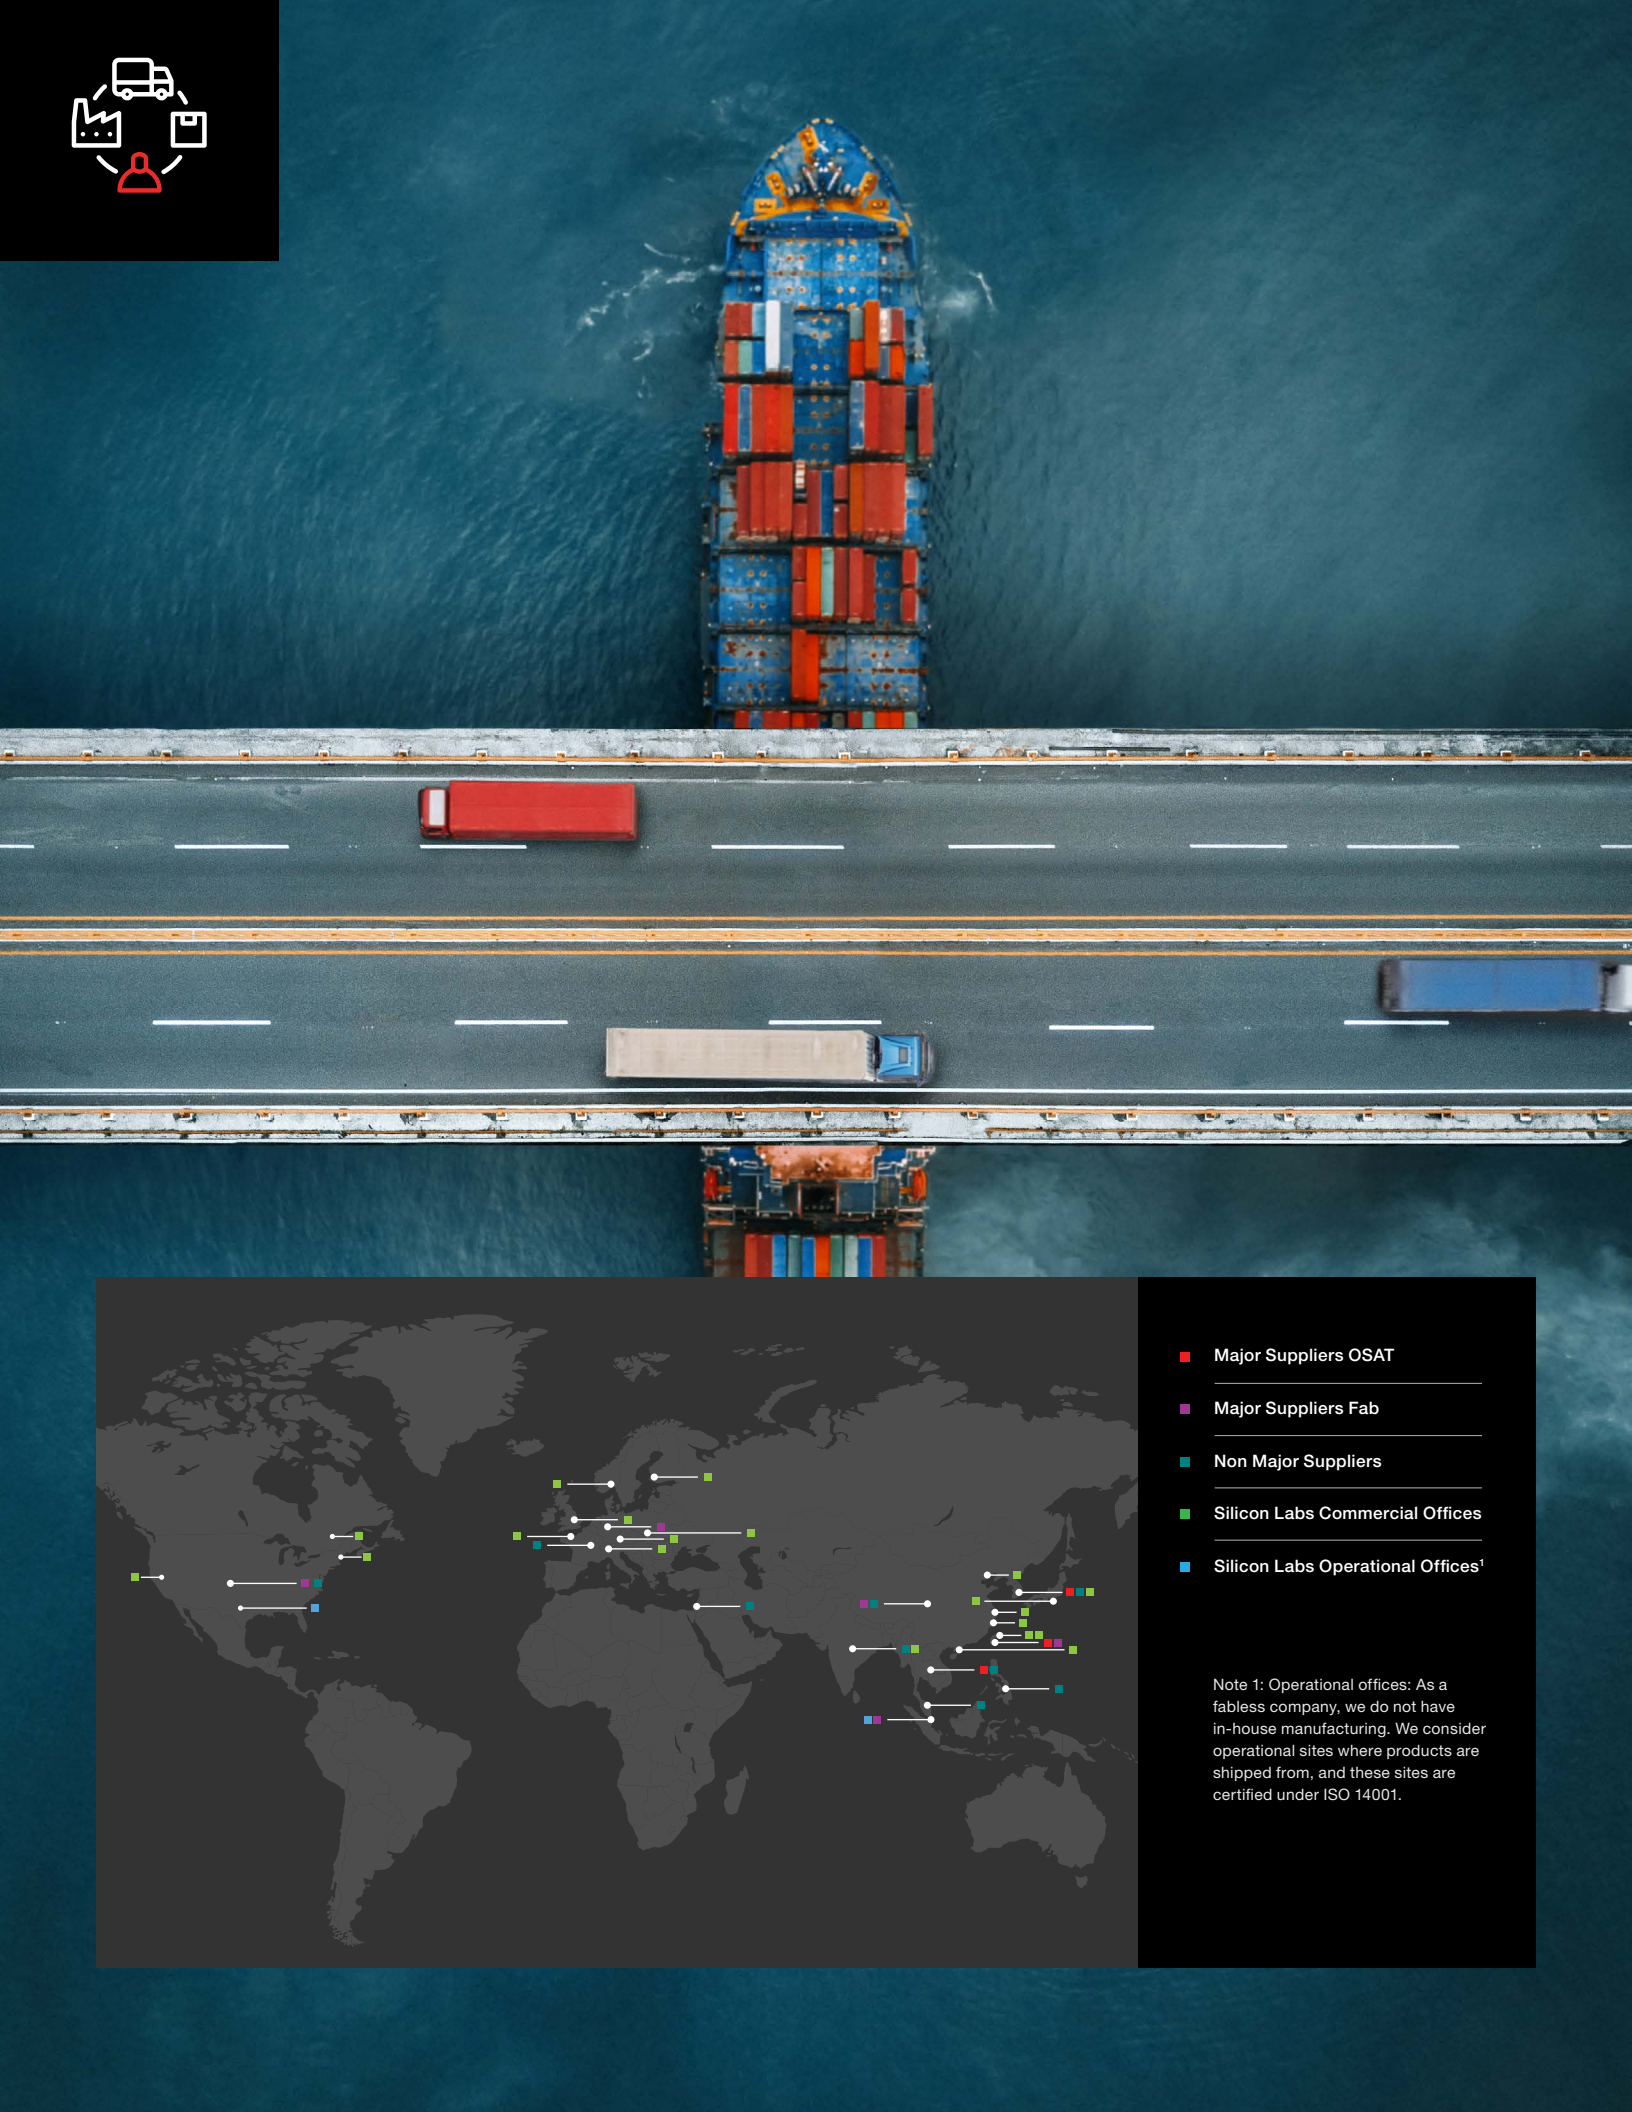 Major Suppliers OSAT
Major Suppliers Fab
Non Major Suppliers
Silicon Labs Commercial Offices
Silicon Labs Operational Offices¹
Note 1: Operational offices: As a
fabless company, we do not have
in-house manufacturing. We consider
operational sites where products are
shipped from, and these sites are
certified under ISO 14001.